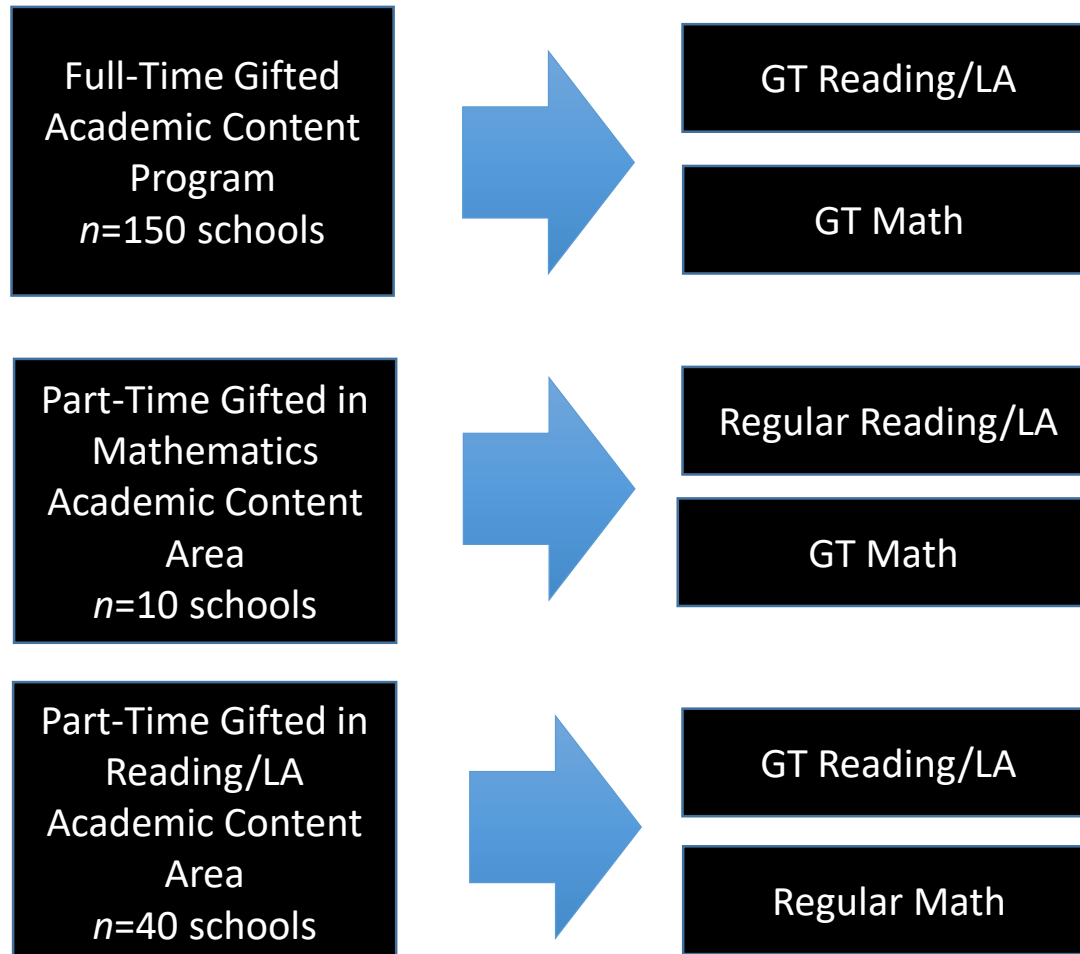 Full-Time Gifted
Academic Content
Program
n=150 schools
GT Reading/LA
GT Math
Part-Time Gifted in
Mathematics
Academic Content
Area
n=10 schools
Regular Reading/LA
GT Math
Part-Time Gifted in
Reading/LA
Academic Content
Area
n=40 schools
GT Reading/LA
Regular Math